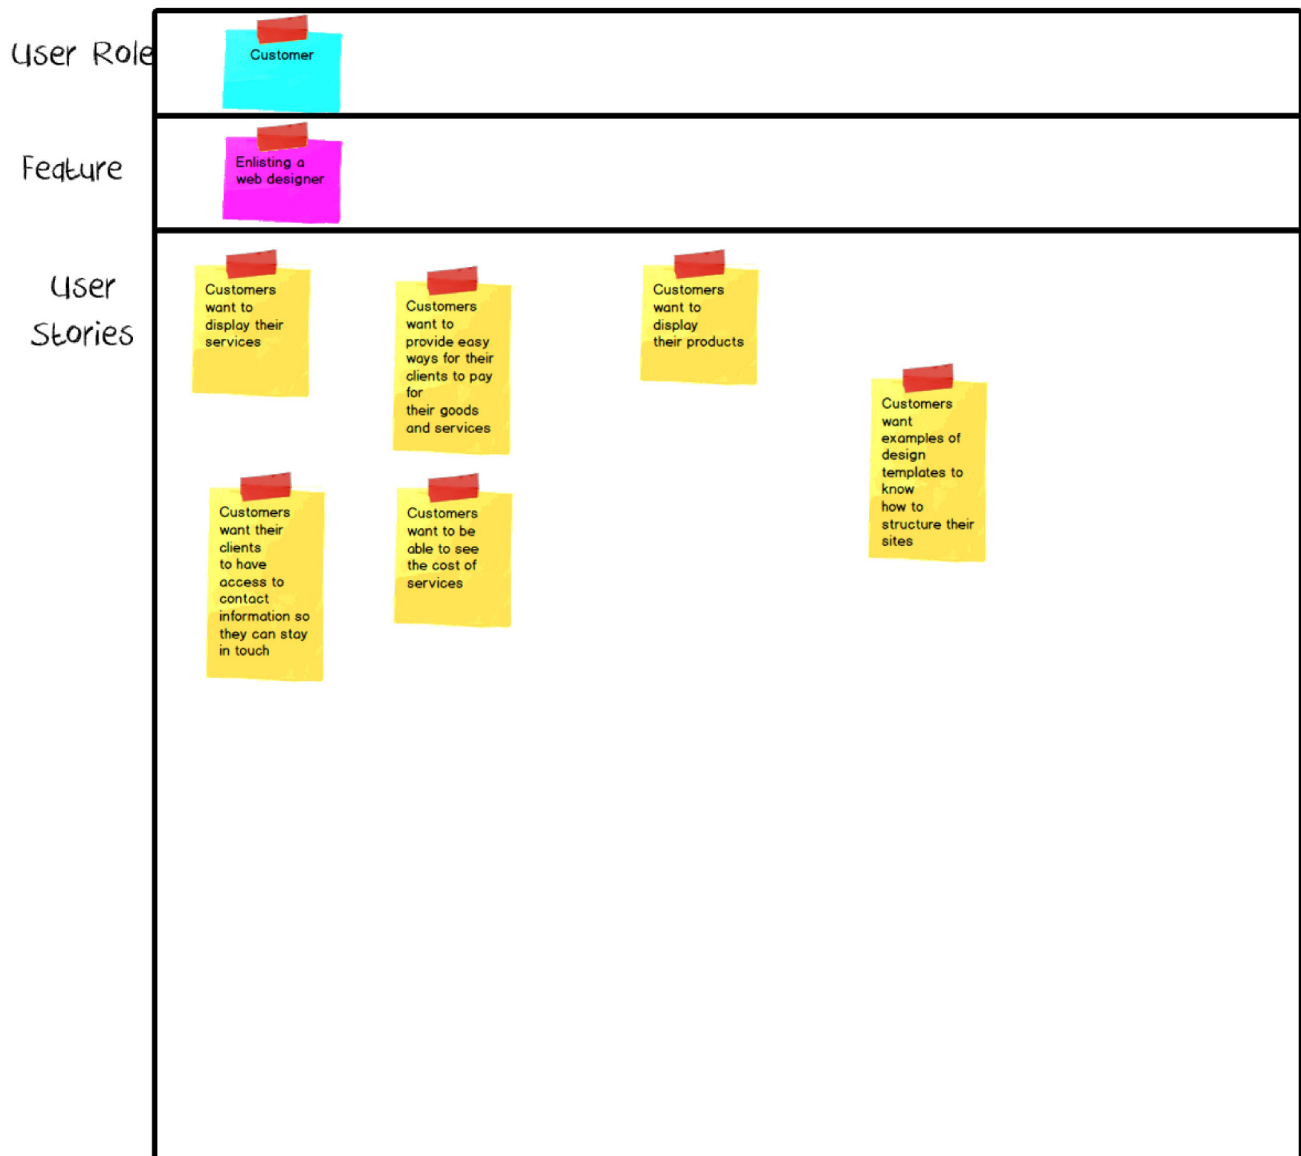 User Role
Customer
Feature
Enlisting a
web designer
User
Stories
Customers
want to
display their
services
Customers
want to
provide easy
ways for their
clients to pay
for
their goods
and services
Customers
want to
display
their products
Customers
want
examples of
design
templates to
know
how to
structure their
sites
Customers
want their
clients
to have
access to
contact
information so
they can stay
in touch
Customers
want to be
able to see
the cost of
services